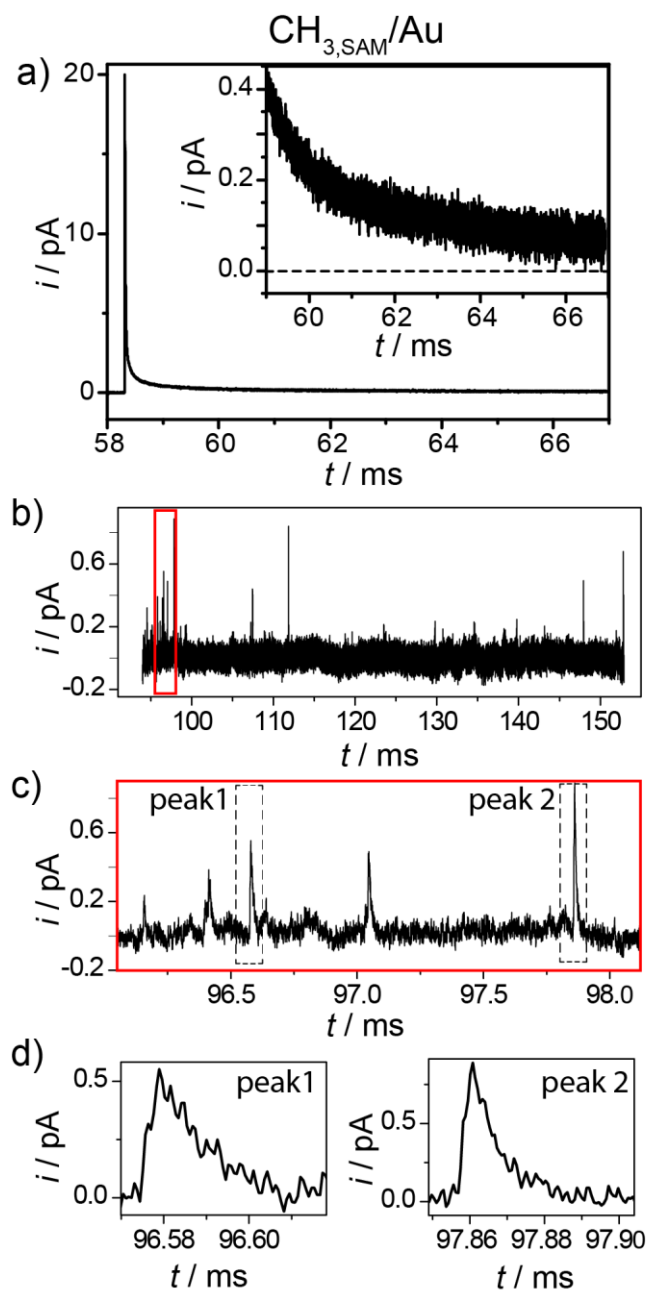 CH3,SAM/Au
a)
20
10
0
i / pA
58 60 62 64 66
t / ms
0.4
0.2
0.0
i / pA
60 62 64 66
t / ms
b)
0.6
0.2
-0.2
i / pA
100 110 120 130 140 150
t / ms
c)
peak1 peak 2
0.6
0.2
-0.2
i / pA
96.5 97.0 97.5 98.0
t / ms
d)
peak1
0.5
0.0
i / pA
96.58 96.60
t / ms
peak 2
0.5
0.0
i / pA
97.86 97.88 97.90
t / ms